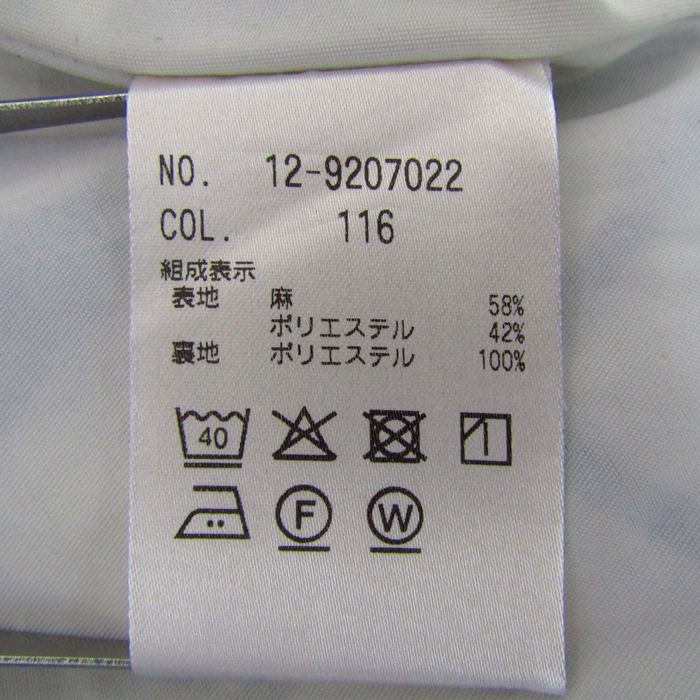 NO. 12-9207022
COL. 116
組成表示
表地 麻 58%
ポリエステル 42%
裏地 ポリエステル 100%
40
F W